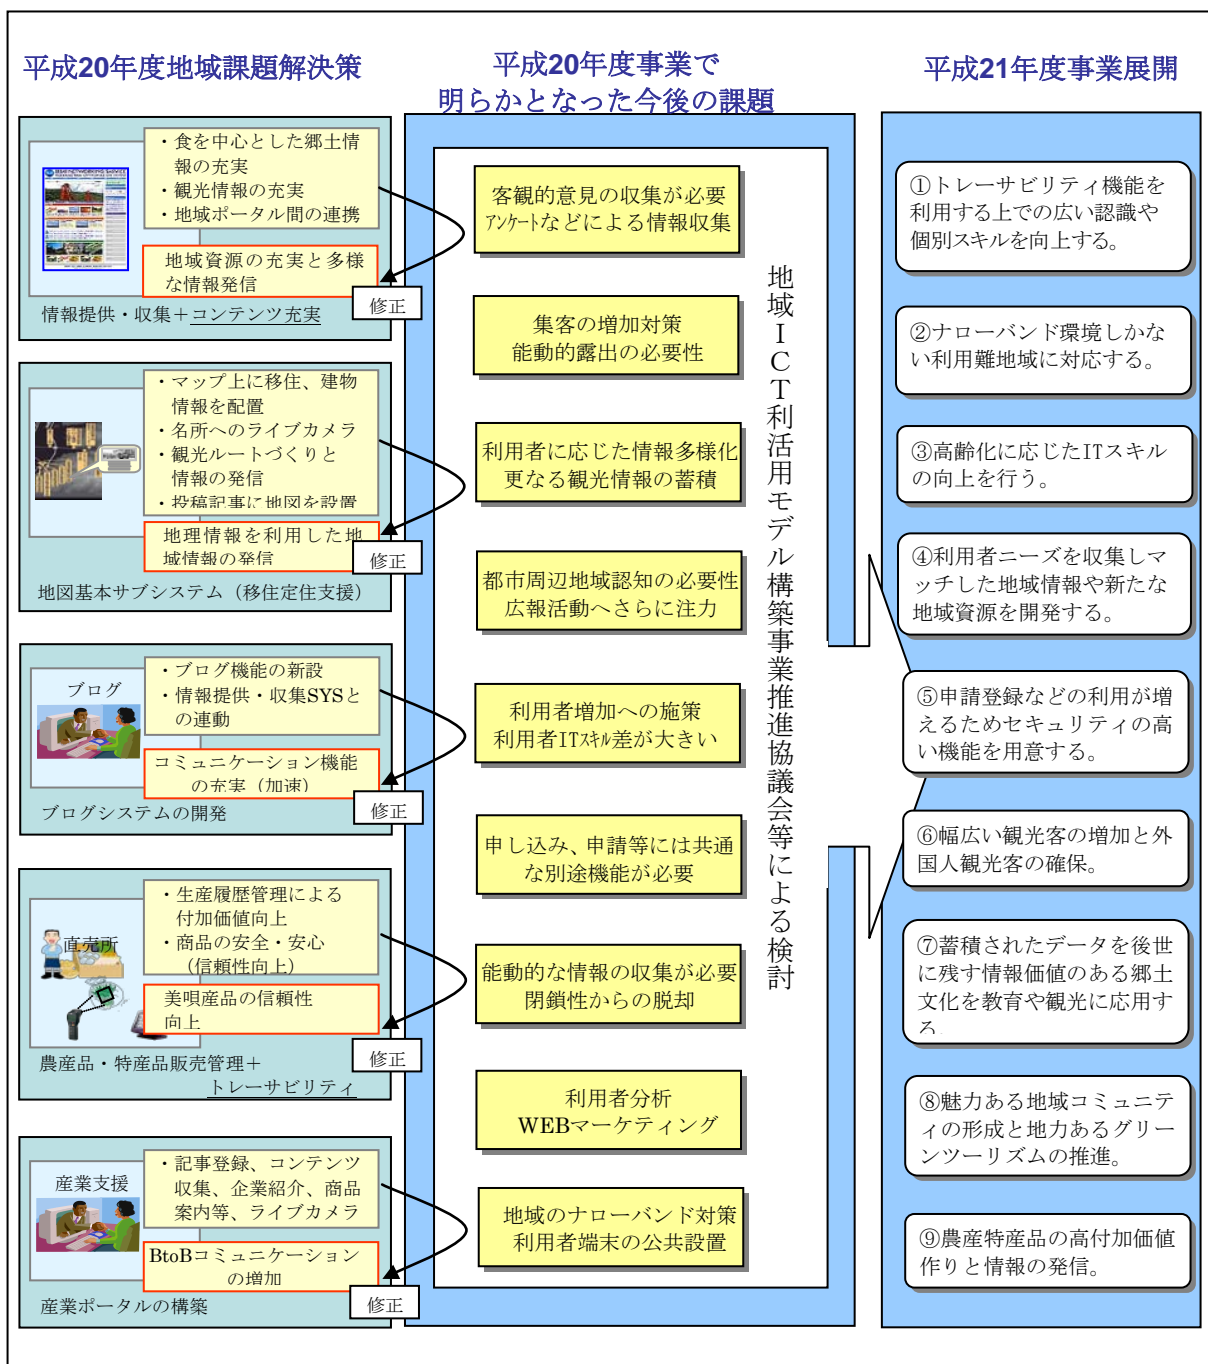 平成20年度地域課題解決策
平成20年度事業で
明らかとなった今後の課題
平成21年度事業展開
・食を中心とした郷土情
報の充実
・観光情報の充実
・地域ポータル間の連携
地域資源の充実と多様
な情報発信
修正
情報提供・収集＋コンテンツ充実
・マップ上に移住、建物
情報を配置
・名所へのライブカメラ
・観光ルートづくりと
情報の発信
・投稿記事に地図を設置
地理情報を利用した地
域情報の発信
修正
地図基本サブシステム（移住定住支援）
ブログ
・ブログ機能の新設
・情報提供・収集SYSと
の連動
コミュニケーション機能
の充実（加速）
修正
ブログシステムの開発
直売所
・生産履歴管理による
付加価値向上
・商品の安全・安心
（信頼性向上）
美唄産品の信頼性
向上
修正
農産品・特産品販売管理＋
トレーサビリティ
産業支援
・記事登録、コンテンツ
収集、企業紹介、商品
案内等、ライブカメラ
BtoBコミュニケーション
の増加
修正
産業ポータルの構築
客観的意見の収集が必要
アンケートなどによる情報収集
集客の増加対策
能動的露出の必要性
利用者に応じた情報多様化
更なる観光情報の蓄積
都市周辺地域認知の必要性
広報活動へさらに注力
利用者増加への施策
利用者ITスキル差が大きい
申し込み、申請等には共通
な別途機能が必要
能動的な情報の収集が必要
閉鎖性からの脱却
利用者分析
WEBマーケティング
地域のナローバンド対策
利用者端末の公共設置
地域ICT利活用モデル構築事業推進協議会等による検討
①トレーサビリティ機能を
利用する上での広い認識や
個別スキルを向上する。
②ナローバンド環境しかな
い利用難地域に対応する。
③高齢化に応じたITスキル
の向上を行う。
④利用者ニーズを収集しマ
ッチした地域情報や新たな
地域資源を開発する。
⑤申請登録などの利用が増
えるためセキュリティの高
い機能を用意する。
⑥幅広い観光客の増加と外
国人観光客の確保。
⑦蓄積されたデータを後世
に残す情報価値のある郷土
文化を教育や観光に応用す
る。
⑧魅力ある地域コミュニテ
ィの形成と地力あるグリー
ンツーリズムの推進。
⑨農産特産品の高付加価値
作りと情報の発信。